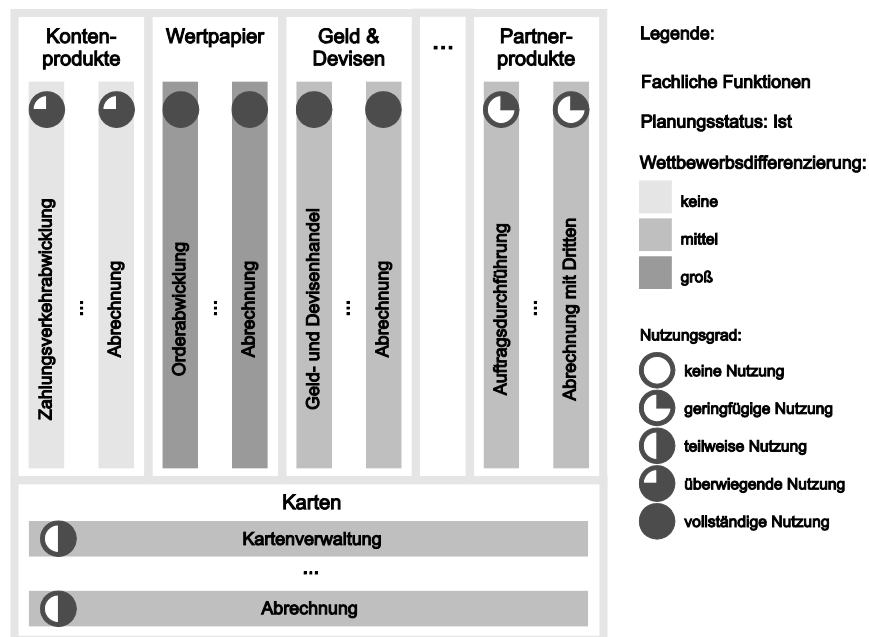 Konten-
produkte
Wertpapier
Geld &
Devisen
...
Partner-
produkte
Zahlungsverkehrabwicklung
...
Abrechnung
Orderabwicklung
...
Abrechnung
Geld- und Devisenhandel
...
Abrechnung
Auftragsdurchführung
...
Abrechnung mit Dritten
Karten
Kartenverwaltung
...
Abrechnung
Legende:
Fachliche Funktionen
Planungsstatus: Ist
Wettbewerbsdifferenzierung:
keine
mittel
groß
Nutzungsgrad:
keine Nutzung
geringfügige Nutzung
teilweise Nutzung
überwiegende Nutzung
vollständige Nutzung